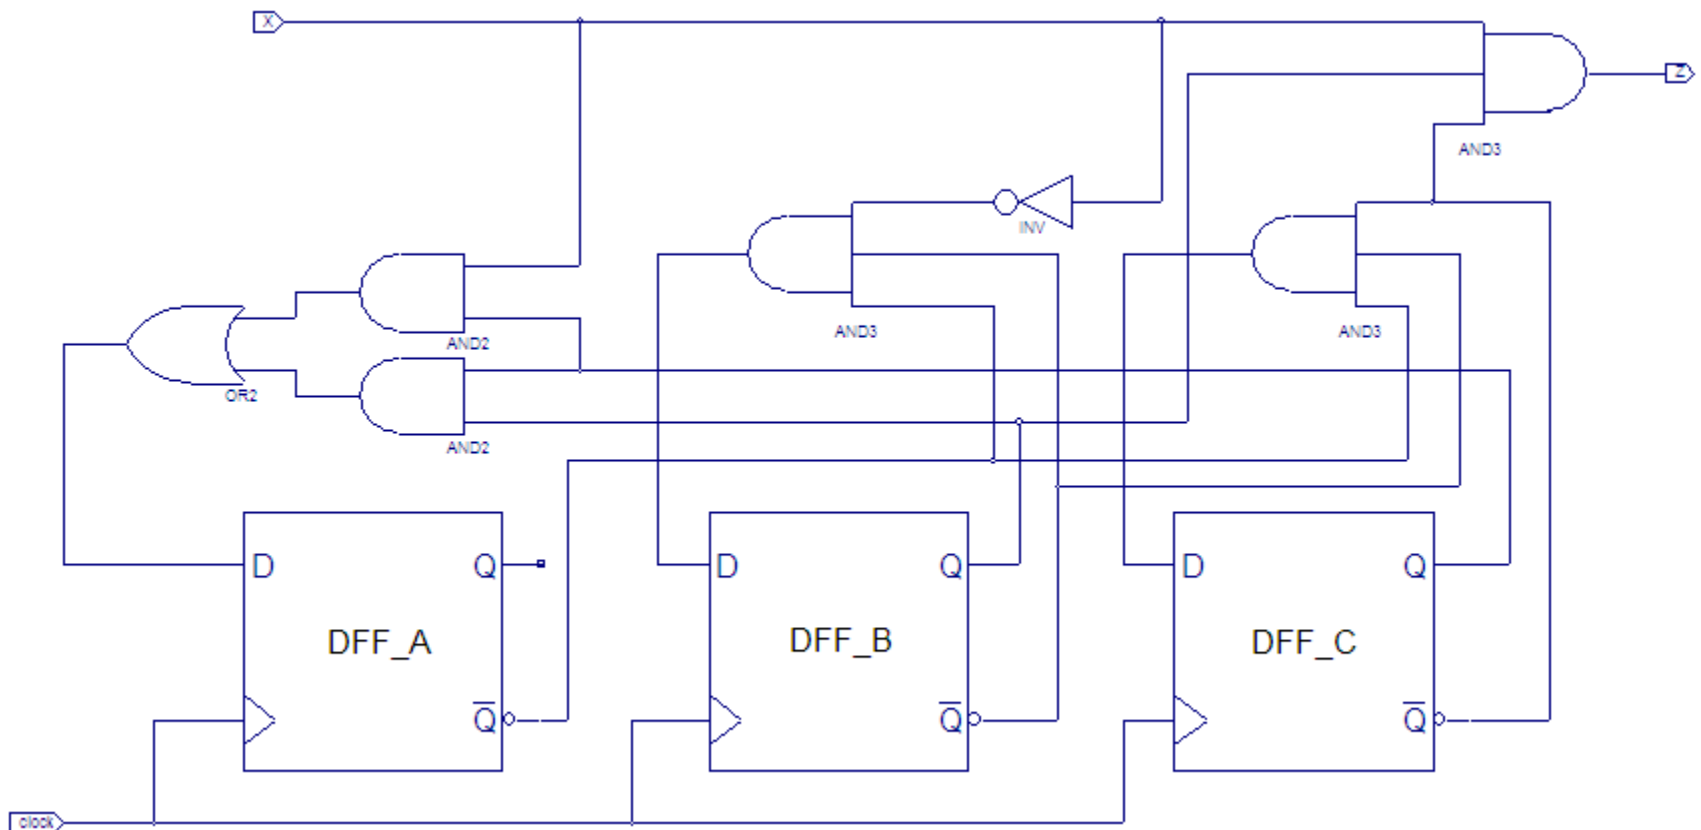 X
Z
AND3
INV
AND3
AND3
AND2
OR2
AND2
D Q
D Q
D Q
DFF_A
DFF_B
DFF_C
Q̅
Q̅
Q̅
clock